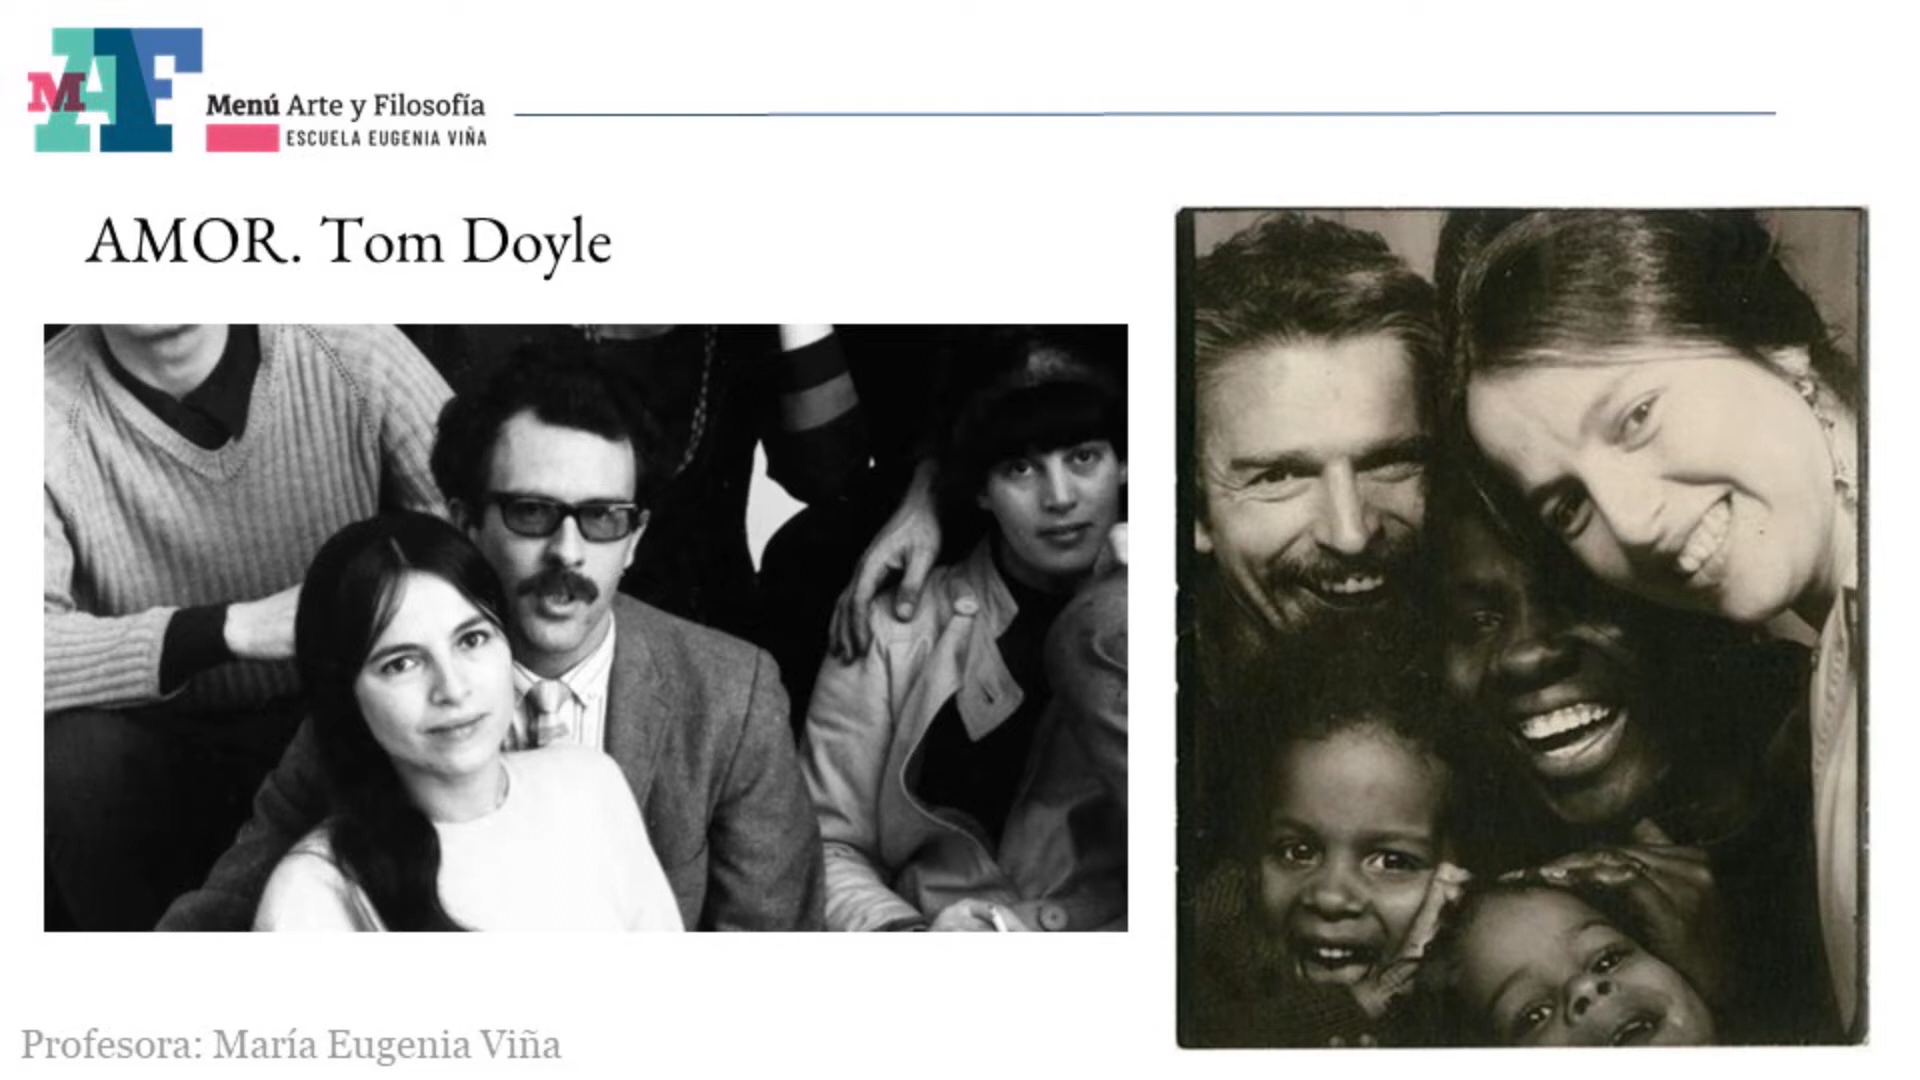 MAF
Menú Arte y Filosofía
ESCUELA EUGENIA VIÑA
AMOR. Tom Doyle
Profesora: María Eugenia Viña